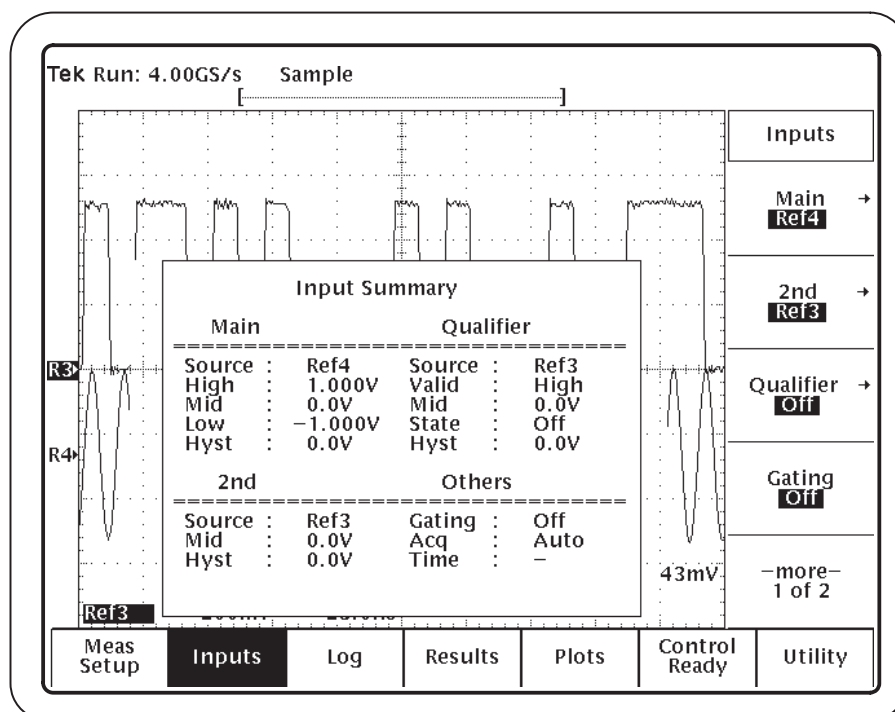 Tek Run: 4.00GS/s Sample
Inputs
Main
Ref4
2nd
Ref3
Qualifier
Off
Gating
Off
–more–
1 of 2
R3
R4
Input Summary
Main Qualifier
Source : Ref4 Source : Ref3
High : 1.000V Valid : High
Mid : 0.0V Mid : 0.0V
Low : –1.000V State : Off
Hyst : 0.0V Hyst : 0.0V
2nd Others
Source : Ref3 Gating : Off
Mid : 0.0V Acq : Auto
Hyst : 0.0V Time : –
43mV
Ref3
Meas
Setup
Inputs
Log
Results
Plots
Control
Ready
Utility